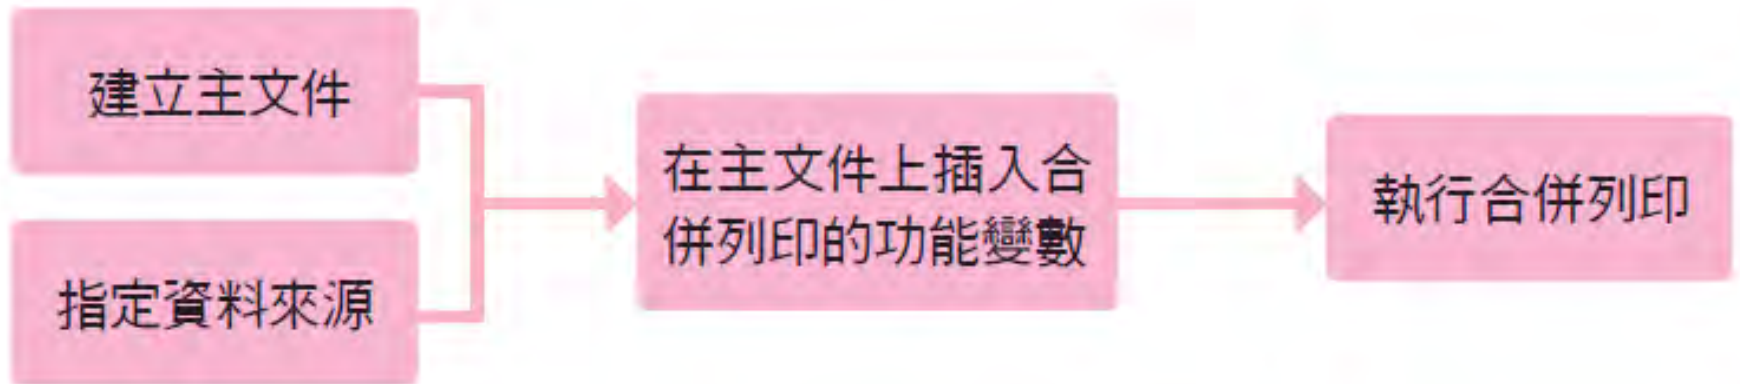 建立主文件
指定資料來源
在主文件上插入合
併列印的功能變數
執行合併列印